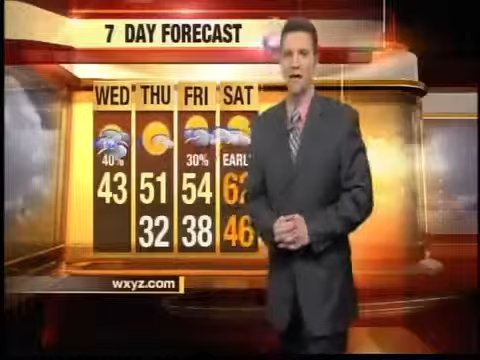 7 DAY FORECAST
WED THU FRI SAT
40% 30% EARL
43 51 54 62
32 38 46
wxyz.com